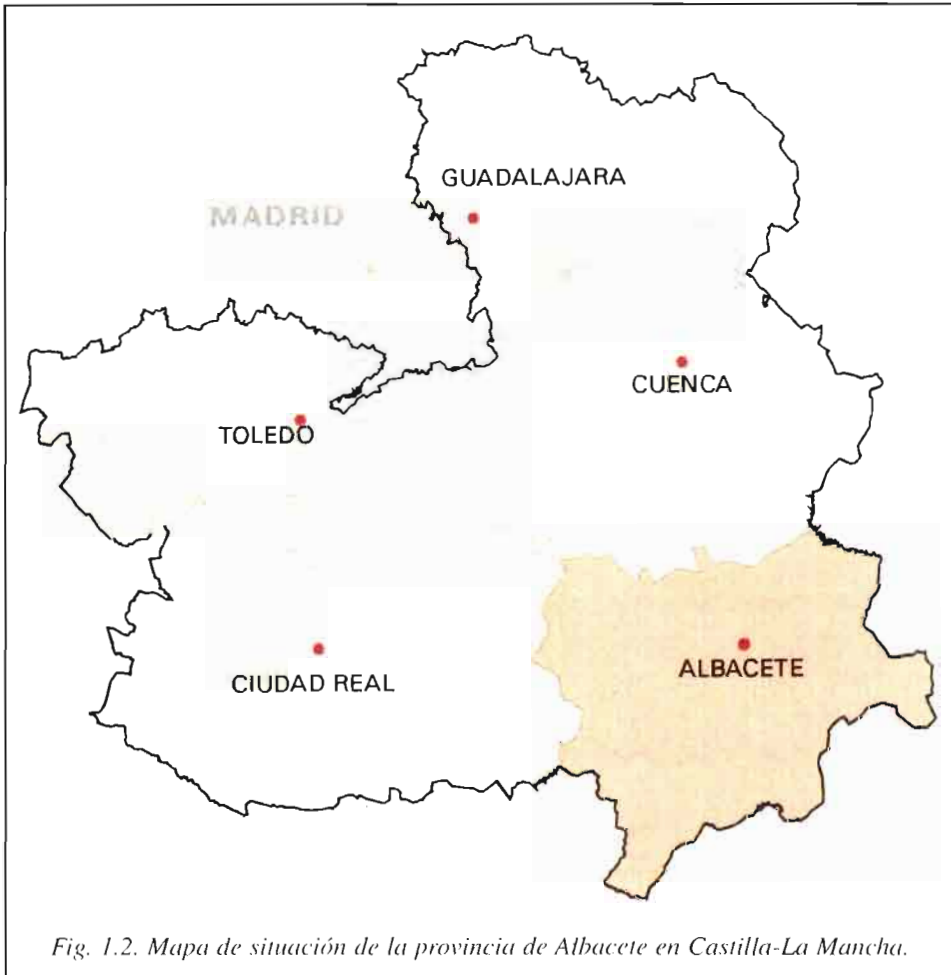 GUADALAJARA
MADRID
CUENCA
TOLEDO
ALBACETE
CIUDAD REAL
Fig. 1.2. Mapa de situación de la provincia de Albacete en Castilla-La Mancha.